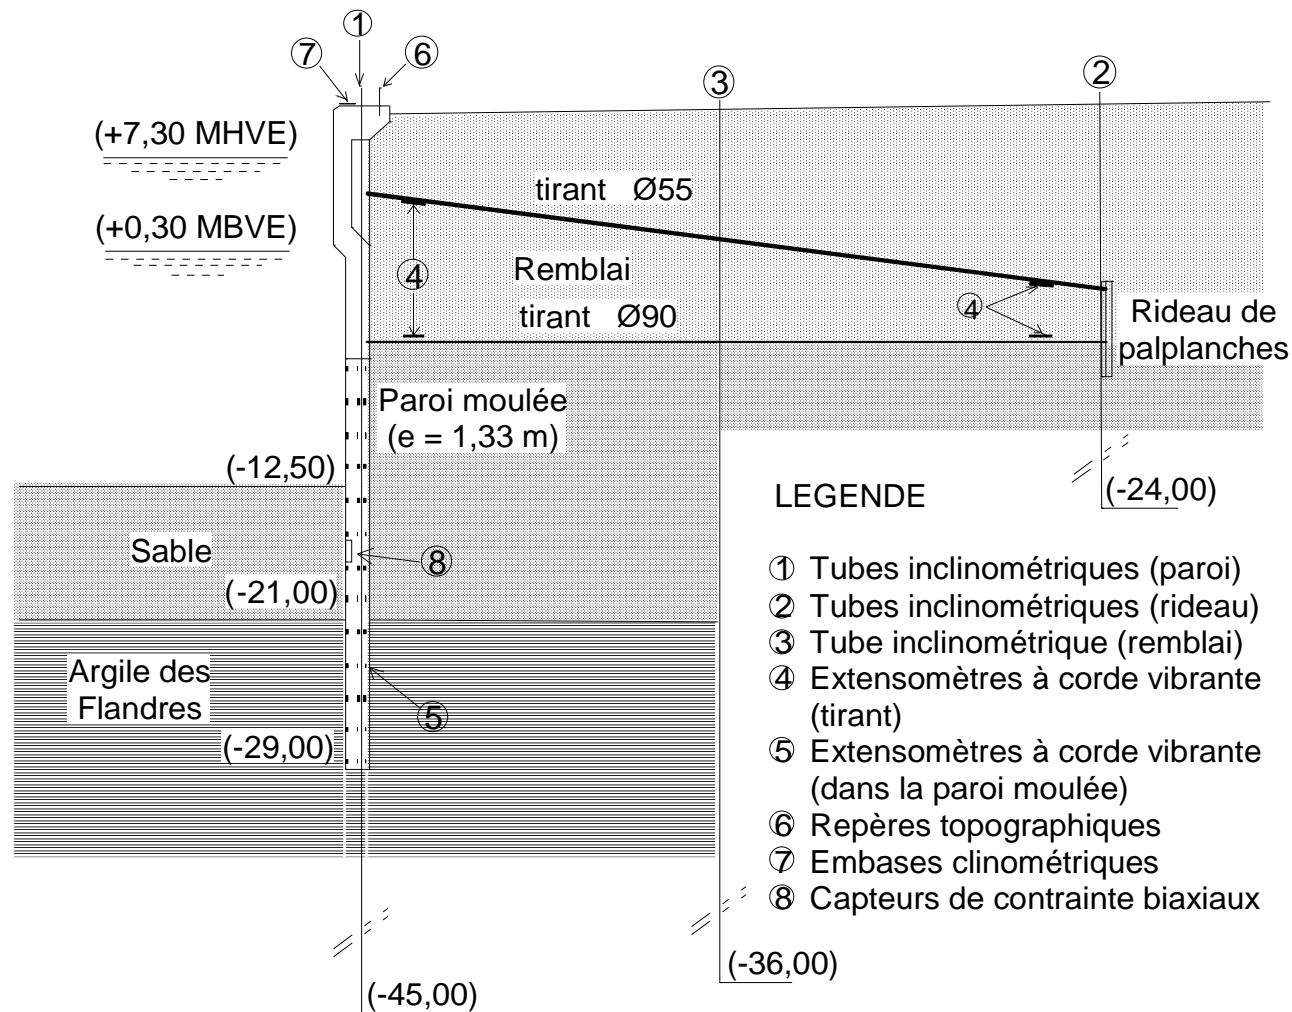 ①
⑦
⑥
③
②
(+7,30 MHVE)
tirant Ø55
(+0,30 MBVE)
④
Remblai
tirant Ø90
④
Rideau de
palplanches
Paroi moulée
(e = 1,33 m)
(-12,50)
(-24,00)
Sable
⑧
(-21,00)
Argile des
Flandres
⑤
(-29,00)
LEGENDE
① Tubes inclinométriques (paroi)
② Tubes inclinométriques (rideau)
③ Tube inclinométrique (remblai)
④ Extensomètres à corde vibrante
(tirant)
⑤ Extensomètres à corde vibrante
(dans la paroi moulée)
⑥ Repères topographiques
⑦ Embases clinométriques
⑧ Capteurs de contrainte biaxiaux
(-36,00)
(-45,00)